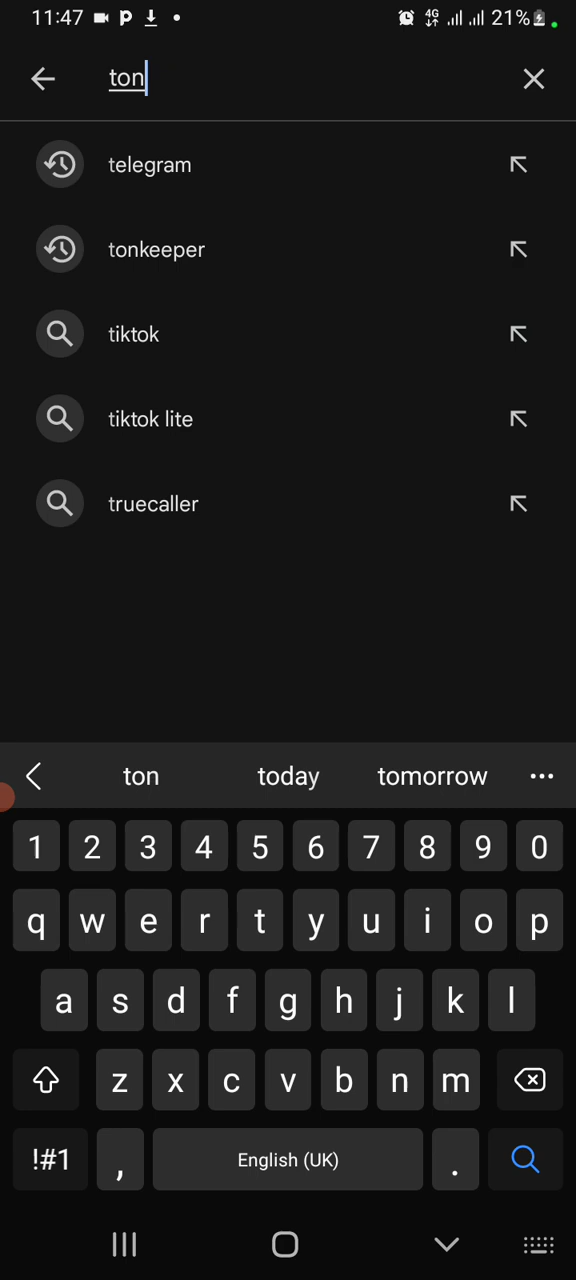 11:47 4G 21%
ton
telegram
tonkeeper
tiktok
tiktok lite
truecaller
ton today tomorrow
1 2 3 4 5 6 7 8 9 0
q w e r t y u i o p
a s d f g h j k l
z x c v b n m
!#1 , English (UK) .